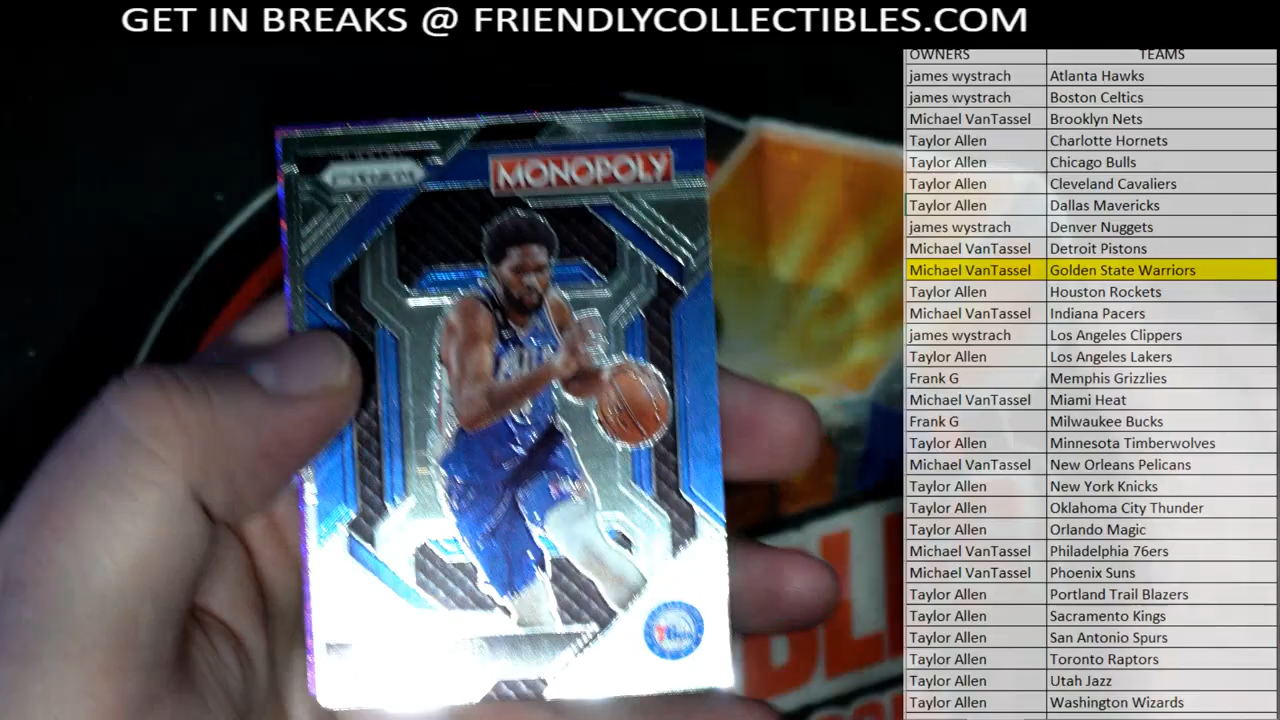 GET IN BREAKS @ FRIENDLYCOLLECTIBLES.COM
OWNERS TEAMS
james wystrach Atlanta Hawks
james wystrach Boston Celtics
Michael VanTassel Brooklyn Nets
Taylor Allen Charlotte Hornets
Taylor Allen Chicago Bulls
Taylor Allen Cleveland Cavaliers
Taylor Allen Dallas Mavericks
james wystrach Denver Nuggets
Michael VanTassel Detroit Pistons
Michael VanTassel Golden State Warriors
Taylor Allen Houston Rockets
Michael VanTassel Indiana Pacers
james wystrach Los Angeles Clippers
Taylor Allen Los Angeles Lakers
Frank G Memphis Grizzlies
Michael VanTassel Miami Heat
Frank G Milwaukee Bucks
Taylor Allen Minnesota Timberwolves
Michael VanTassel New Orleans Pelicans
Taylor Allen New York Knicks
Taylor Allen Oklahoma City Thunder
Taylor Allen Orlando Magic
Michael VanTassel Philadelphia 76ers
Michael VanTassel Phoenix Suns
Taylor Allen Portland Trail Blazers
Taylor Allen Sacramento Kings
Taylor Allen San Antonio Spurs
Taylor Allen Toronto Raptors
Taylor Allen Utah Jazz
Taylor Allen Washington Wizards
MONOPOLY